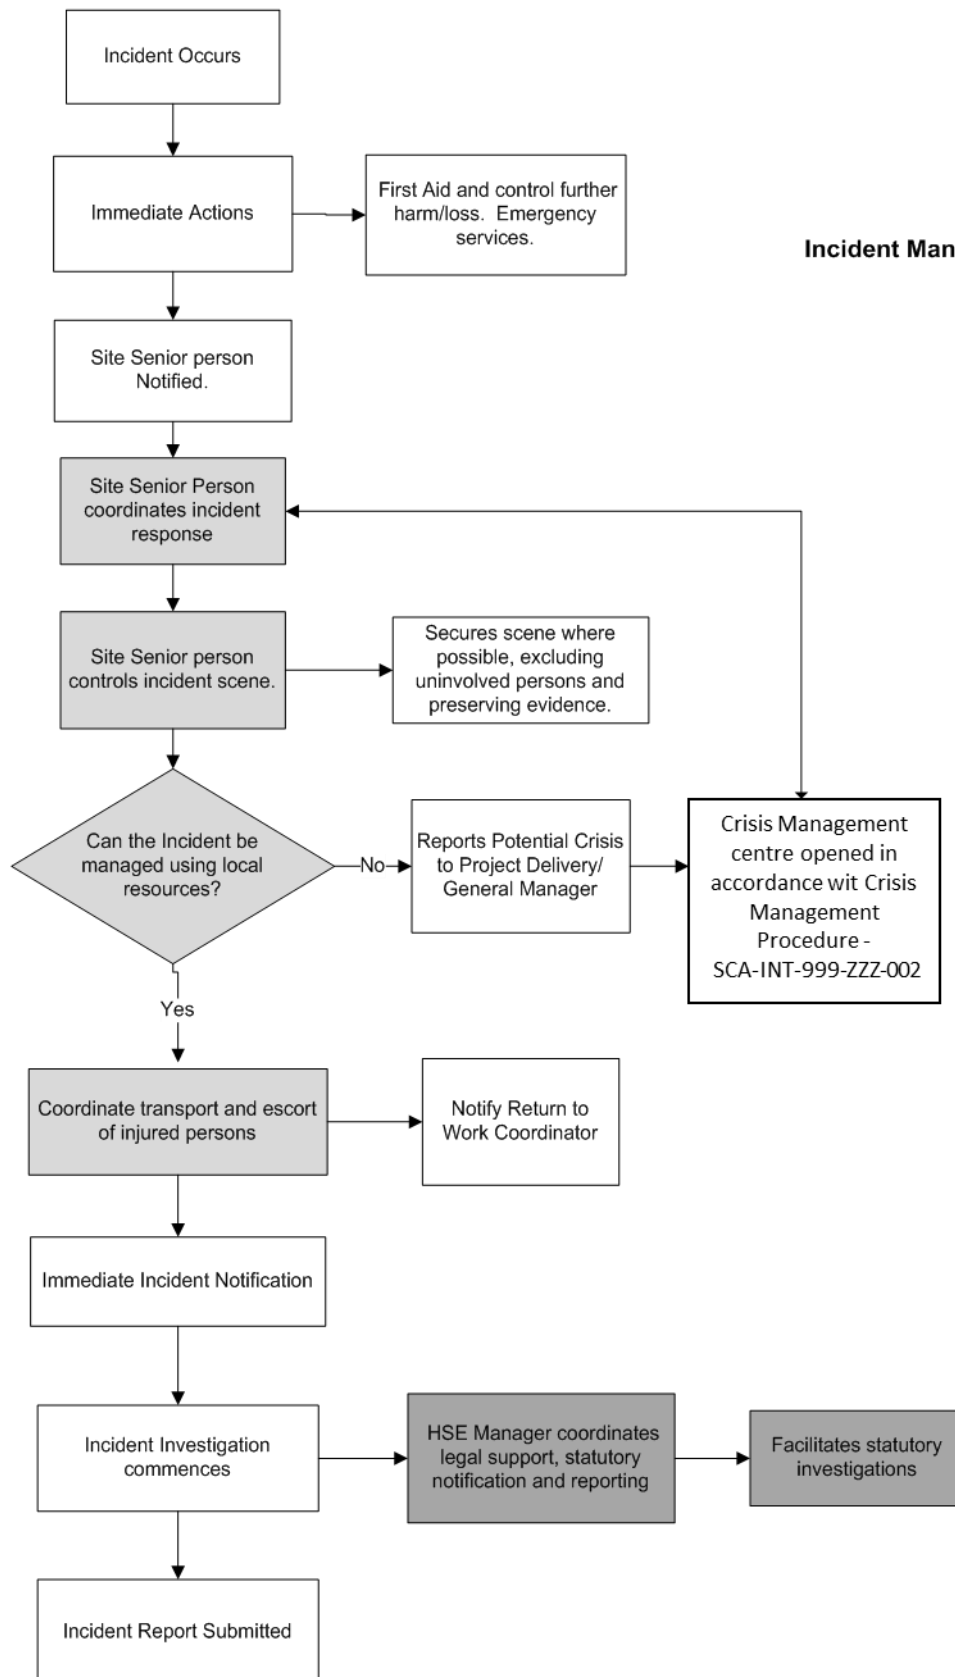 Incident Occurs
Immediate Actions
First Aid and control further
harm/loss.  Emergency
services.
Incident Man
Site Senior person
Notified.
Site Senior Person
coordinates incident
response
Site Senior person
controls incident scene.
Secures scene where
possible, excluding
uninvolved persons and
preserving evidence.
Can the Incident be
managed using local
resources?
No
Reports Potential Crisis
to Project Delivery/
General Manager
Crisis Management
centre opened in
accordance wit Crisis
Management
Procedure -
SCA-INT-999-ZZZ-002
Yes
Coordinate transport and escort
of injured persons
Notify Return to
Work Coordinator
Immediate Incident Notification
Incident Investigation
commences
HSE Manager coordinates
legal support, statutory
notification and reporting
Facilitates statutory
investigations
Incident Report Submitted